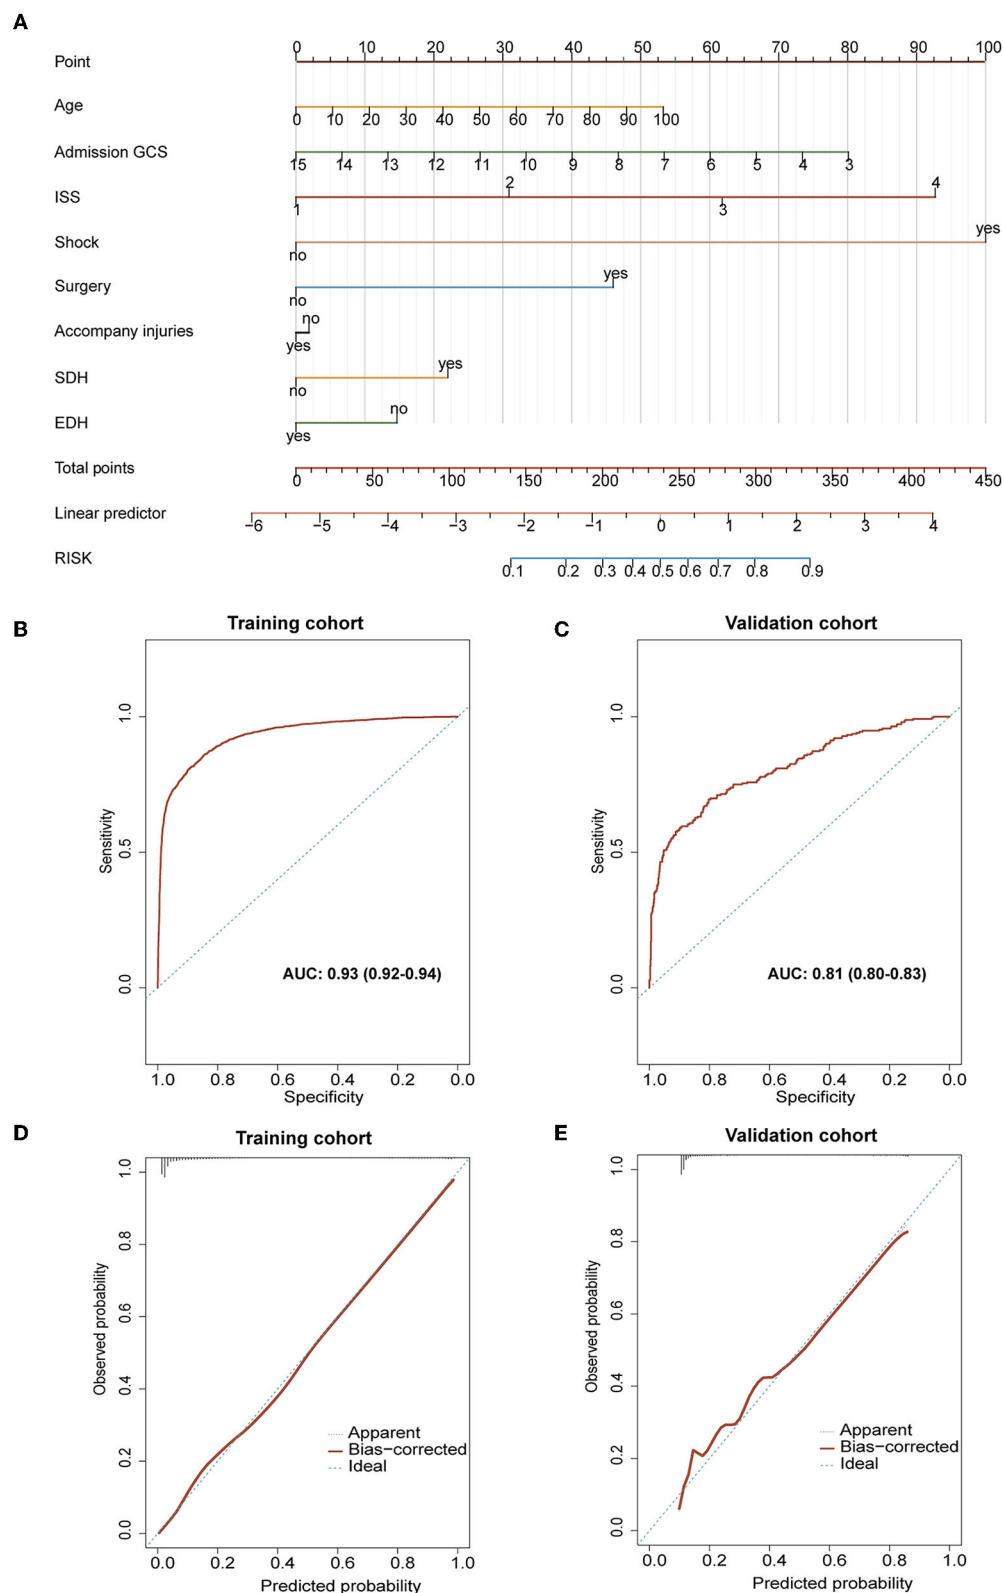 A
Point
0 10 20 30 40 50 60 70 80 90 100
Age
0 10 20 30 40 50 60 70 80 90 100
Admission GCS
15 14 13 12 11 10 9 8 7 6 5 4 3
ISS
1 2 3 4
Shock
no yes
Surgery
no yes
Accompany injuries
yes no
SDH
no yes
EDH
yes no
Total points
0 50 100 150 200 250 300 350 400 450
Linear predictor
−6 −5 −4 −3 −2 −1 0 1 2 3 4
RISK
0.1 0.2 0.3 0.4 0.5 0.6 0.7 0.8 0.9
B
Training cohort
Sensitivity
1.0
0.5
0.0
AUC: 0.93 (0.92-0.94)
1.0 0.8 0.6 0.4 0.2 0.0
Specificity
C
Validation cohort
Sensitivity
1.0
0.5
0.0
AUC: 0.81 (0.80-0.83)
1.0 0.8 0.6 0.4 0.2 0.0
Specificity
D
Training cohort
Observed probability
1.0
0.8
0.6
0.4
0.2
0.0
Apparent
Bias−corrected
Ideal
0.0 0.2 0.4 0.6 0.8 1.0
Predicted probability
E
Validation cohort
Observed probability
1.0
0.8
0.6
0.4
0.2
0.0
Apparent
Bias−corrected
Ideal
0.0 0.2 0.4 0.6 0.8 1.0
Predicted probability